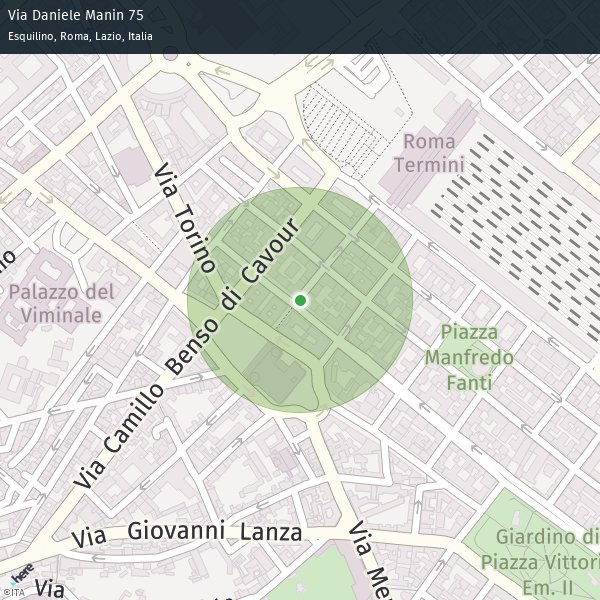 Via Daniele Manin 75
Esquilino, Roma, Lazio, Italia
Roma
Termini
Via Torino
Via Camillo Benso di Cavour
no
Palazzo del
Viminale
Piazza
Manfredo
Fanti
Via Giovanni Lanza
Via Me
Giardino di
Piazza Vittori
Em. II
here
Via
©ITA